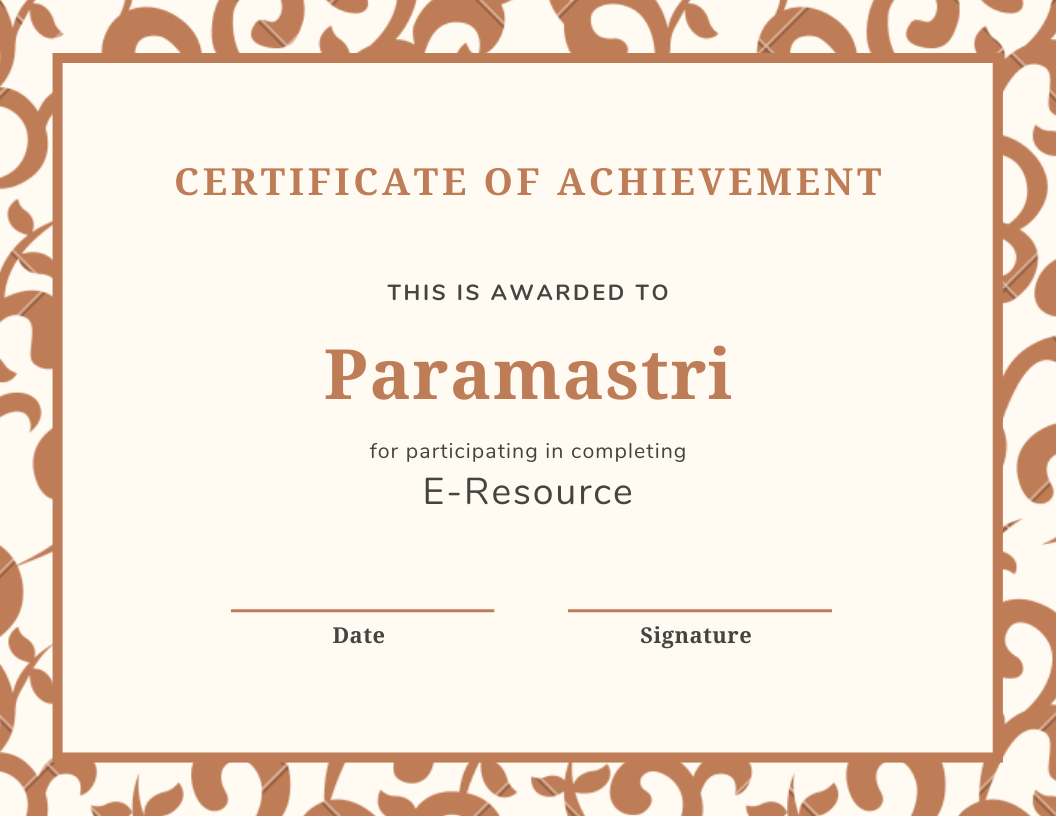 CERTIFICATE OF ACHIEVEMENT
THIS IS AWARDED TO
Paramastri
for participating in completing
E-Resource
Date
Signature